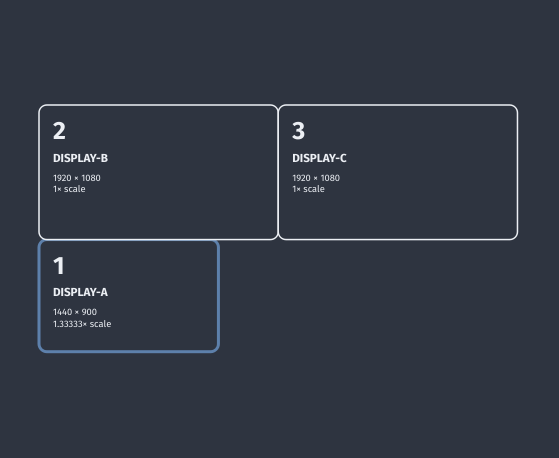 2
DISPLAY-B
1920 × 1080
1× scale
3
DISPLAY-C
1920 × 1080
1× scale
1
DISPLAY-A
1440 × 900
1.33333× scale